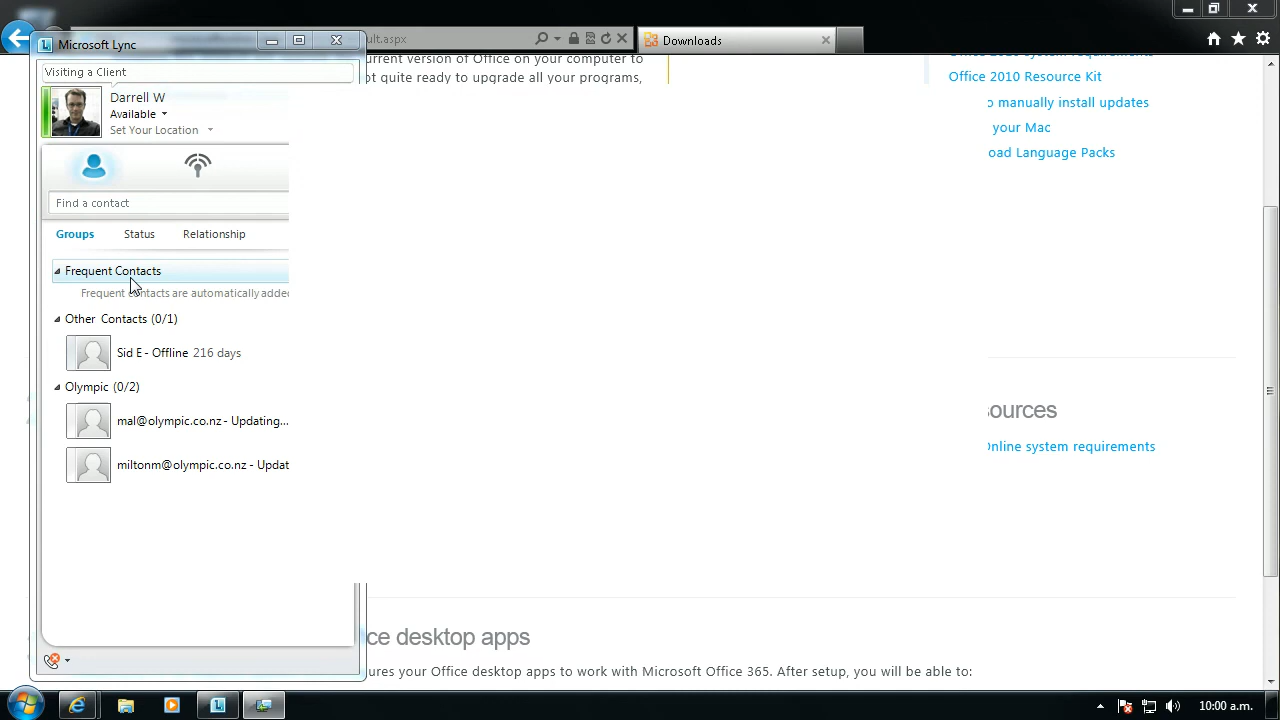 Microsoft Lync
ult.aspx
Downloads
Visiting a Client
Darrell W
Available
Set Your Location
Find a contact
Groups Status Relationship
Frequent Contacts
Frequent contacts are automatically added
Other Contacts (0/1)
Sid E - Offline 216 days
Olympic (0/2)
mal@olympic.co.nz - Updating...
miltonm@olympic.co.nz - Updat
urrent version of Office on your computer to
ot quite ready to upgrade all your programs,
Office 2010 Resource Kit
o manually install updates
your Mac
oad Language Packs
ources
Online system requirements
ce desktop apps
ures your Office desktop apps to work with Microsoft Office 365. After setup, you will be able to:
10:00 a.m.